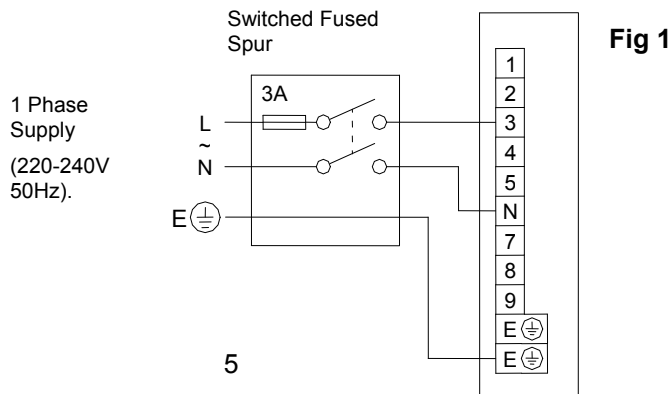 Switched Fused
Spur
Fig 1
1 Phase
Supply
(220-240V
50Hz).
3A
L
~
N
E
1
2
3
4
5
N
7
8
9
E
E
5